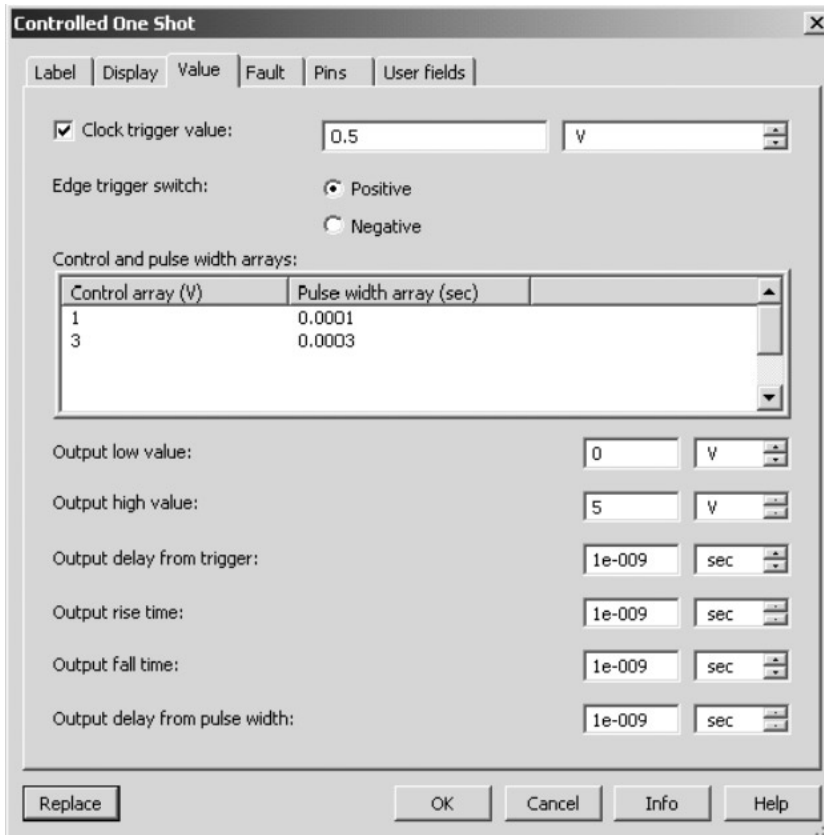 Controlled One Shot
Label Display Value Fault Pins User fields
Clock trigger value: 0.5 V
Edge trigger switch: Positive
Negative
Control and pulse width arrays:
Control array (V) Pulse width array (sec)
1 0.0001
3 0.0003
Output low value: 0 V
Output high value: 5 V
Output delay from trigger: 1e-009 sec
Output rise time: 1e-009 sec
Output fall time: 1e-009 sec
Output delay from pulse width: 1e-009 sec
Replace OK Cancel Info Help